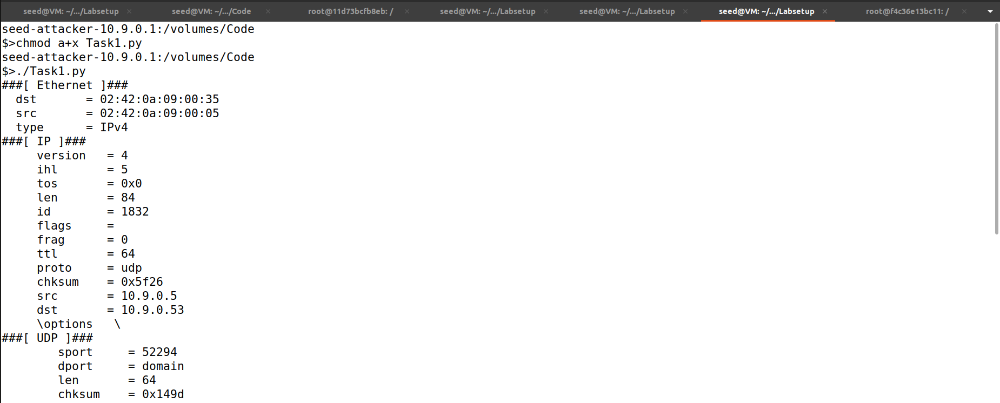 seed@VM: ~/.../Labsetup × seed@VM: ~/.../Code × root@11d73bcfb8eb: / × seed@VM: ~/.../Labsetup × seed@VM: ~/.../Labsetup × seed@VM: ~/.../Labsetup × root@f4c36e13bc11: / ×
seed-attacker-10.9.0.1:/volumes/Code
$>chmod a+x Task1.py
seed-attacker-10.9.0.1:/volumes/Code
$>./Task1.py
###[ Ethernet ]###
  dst       = 02:42:0a:09:00:35
  src       = 02:42:0a:09:00:05
  type      = IPv4
###[ IP ]###
     version   = 4
     ihl       = 5
     tos       = 0x0
     len       = 84
     id        = 1832
     flags     =
     frag      = 0
     ttl       = 64
     proto     = udp
     chksum    = 0x5f26
     src       = 10.9.0.5
     dst       = 10.9.0.53
     \options   \
###[ UDP ]###
        sport     = 52294
        dport     = domain
        len       = 64
        chksum    = 0x149d